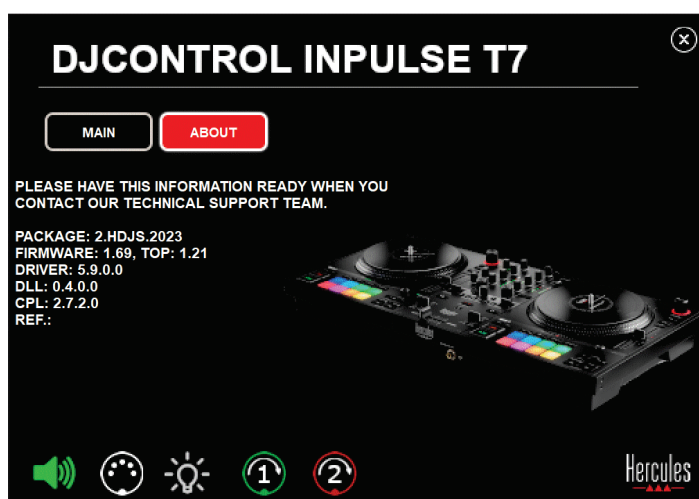 DJCONTROL INPULSE T7
MAIN
ABOUT
PLEASE HAVE THIS INFORMATION READY WHEN YOU
CONTACT OUR TECHNICAL SUPPORT TEAM.
PACKAGE: 2.HDJS.2023
FIRMWARE: 1.69, TOP: 1.21
DRIVER: 5.9.0.0
DLL: 0.4.0.0
CPL: 2.7.2.0
REF.:
1
2
Hercules